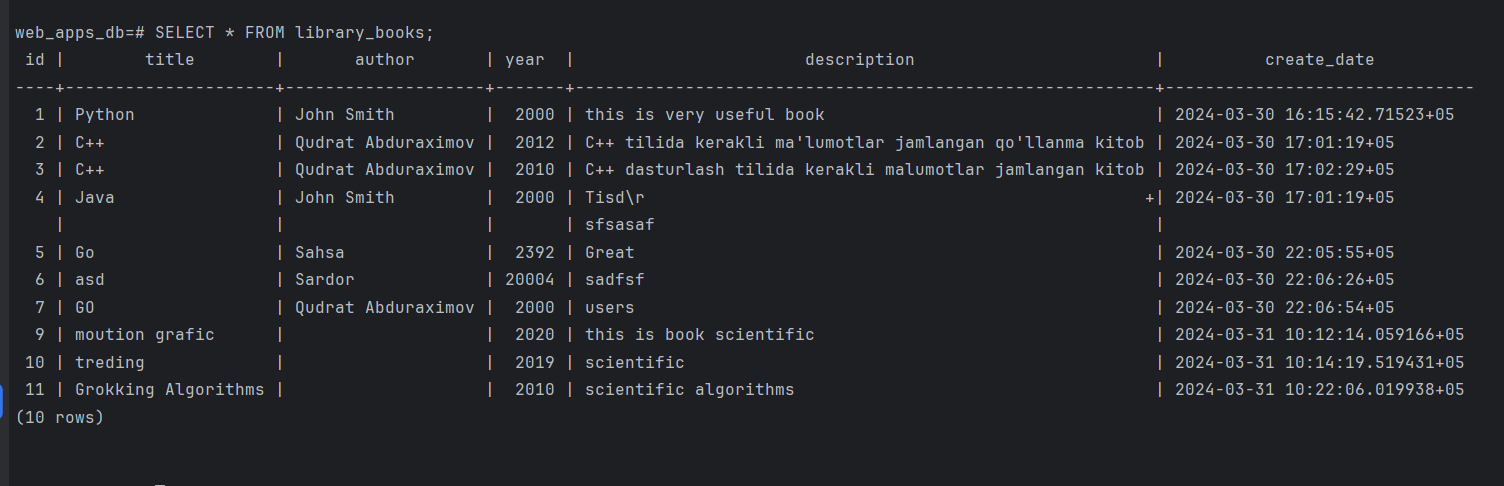 web_apps_db=# SELECT * FROM library_books;
 id |        title        |       author       | year  |                       description                        |          create_date
----+---------------------+--------------------+-------+----------------------------------------------------------+-------------------------------
  1 | Python              | John Smith         |  2000 | this is very useful book                                 | 2024-03-30 16:15:42.71523+05
  2 | C++                 | Qudrat Abduraximov |  2012 | C++ tilida kerakli ma'lumotlar jamlangan qo'llanma kitob | 2024-03-30 17:01:19+05
  3 | C++                 | Qudrat Abduraximov |  2010 | C++ dasturlash tilida kerakli malumotlar jamlangan kitob | 2024-03-30 17:02:29+05
  4 | Java                | John Smith         |  2000 | Tisd\r                                                  +| 2024-03-30 17:01:19+05
    |                     |                    |       | sfsasaf                                                  |
  5 | Go                  | Sahsa              |  2392 | Great                                                    | 2024-03-30 22:05:55+05
  6 | asd                 | Sardor             | 20004 | sadfsf                                                   | 2024-03-30 22:06:26+05
  7 | GO                  | Qudrat Abduraximov |  2000 | users                                                    | 2024-03-30 22:06:54+05
  9 | moution grafic      |                    |  2020 | this is book scientific                                  | 2024-03-31 10:12:14.059166+05
 10 | treding             |                    |  2019 | scientific                                               | 2024-03-31 10:14:19.519431+05
 11 | Grokking Algorithms |                    |  2010 | scientific algorithms                                    | 2024-03-31 10:22:06.019938+05
(10 rows)